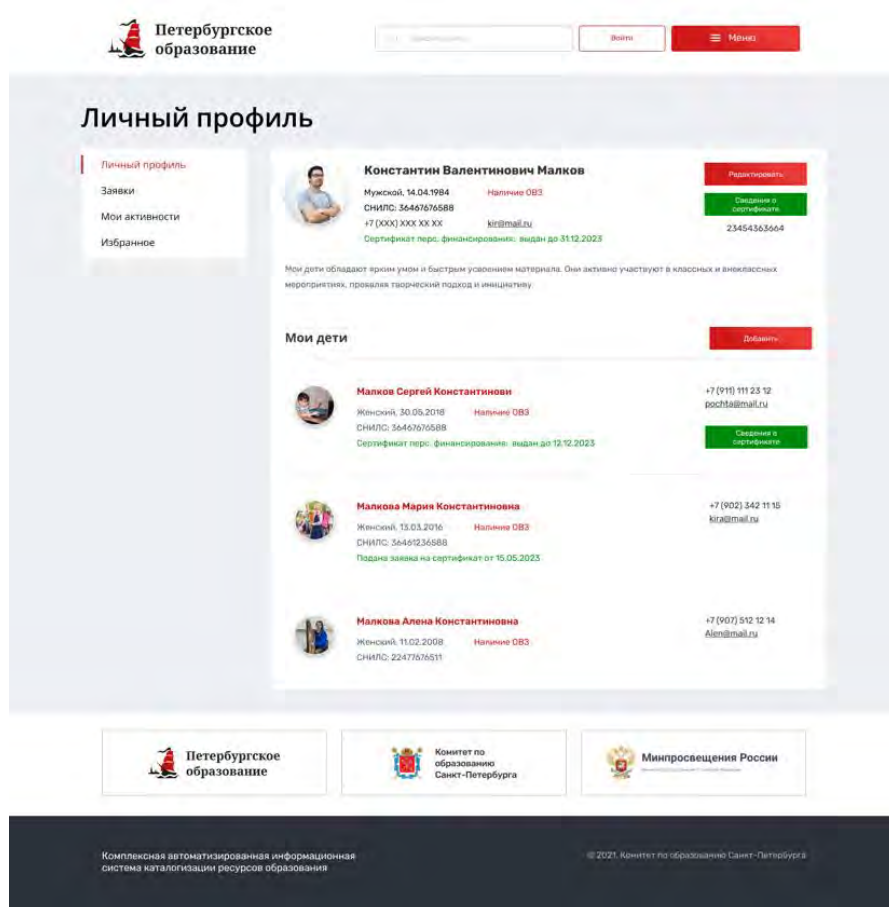 Петербургское
образование
Войти
Меню
Личный профиль
Личный профиль
Заявки
Мои активности
Избранное
Константин Валентинович Малков
Мужской, 14.04.1984 Наличие ОВЗ
СНИЛС: 36467676588
+7 (XXX) XXX XX XX kir@mail.ru
Сертификат перс. финансирования: выдан до 31.12.2023
Редактировать
Сведения о
сертификате
23454363664
Мои дети обладают ярким умом и быстрым усвоением материала. Они активно участвуют в классных и внеклассных
мероприятиях, проявляя творческий подход и инициативу.
Мои дети
Добавить
Малков Сергей Константинови
Женский, 30.05.2018 Наличие ОВЗ
СНИЛС: 36467676588
Сертификат перс. финансирование: выдан до 12.12.2023
+7 (911) 111 23 12
pochta@mail.ru
Сведения о
сертификате
Малкова Мария Константиновна
Женский, 13.03.2016 Наличие ОВЗ
СНИЛС: 36461236588
Подана заявка на сертификат от 15.05.2023
+7 (902) 342 11 15
kira@mail.ru
Малкова Алена Константиновна
Женский, 11.02.2008 Наличие ОВЗ
СНИЛС: 22477676511
+7 (907) 512 12 14
Alen@mail.ru
Петербургское
образование
Комитет по
образованию
Санкт-Петербурга
Минпросвещения России
Комплексная автоматизированная информационная
система каталогизации ресурсов образования
© 2021, Комитет по образованию Санкт-Петербурга